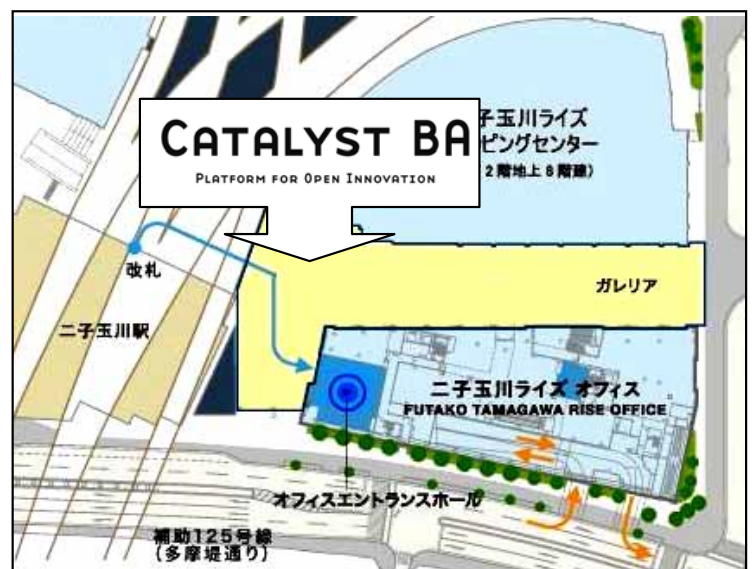 CATALYST BA
PLATFORM FOR OPEN INNOVATION
子玉川ライズ
ピングセンター
2階地上8階建)
改札
二子玉川駅
ガレリア
二子玉川ライズ オフィス
FUTAKO TAMAGAWA RISE OFFICE
オフィスエントランスホール
補助125号線
(多摩堤通り)